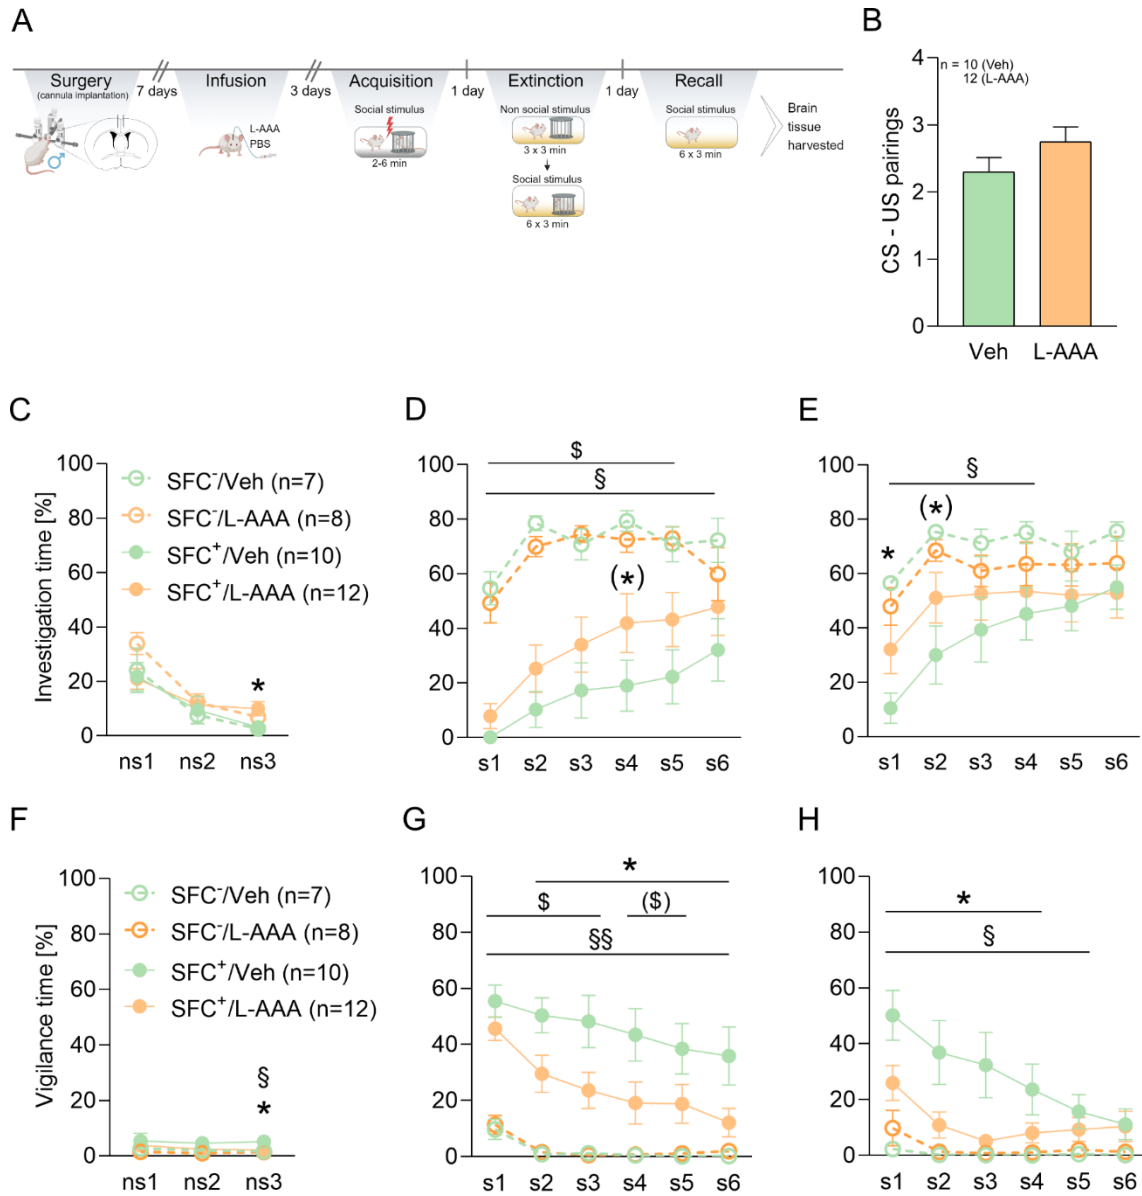 A
Surgery
(cannula implantation)
7 days
Infusion
L-AAA
PBS
3 days
Acquisition
Social stimulus
2-6 min
1 day
Extinction
Non social stimulus
3 x 3 min
Social stimulus
6 x 3 min
1 day
Recall
Social stimulus
6 x 3 min
Brain
tissue
harvested
B
n = 10 (Veh)
12 (L-AAA)
CS - US pairings
4
3
2
1
0
Veh L-AAA
C
Investigation time [%]
100
80
60
40
20
0
SFC⁻/Veh (n=7)
SFC⁻/L-AAA (n=8)
SFC⁺/Veh (n=10)
SFC⁺/L-AAA (n=12)
*
ns1 ns2 ns3
D
100
80
60
40
20
0
$
§
(*)
s1 s2 s3 s4 s5 s6
E
100
80
60
40
20
0
§
(*)
*
s1 s2 s3 s4 s5 s6
F
Vigilance time [%]
100
80
60
40
20
0
SFC⁻/Veh (n=7)
SFC⁻/L-AAA (n=8)
SFC⁺/Veh (n=10)
SFC⁺/L-AAA (n=12)
§
*
ns1 ns2 ns3
G
100
80
60
40
20
0
*
$ ($)
§§
s1 s2 s3 s4 s5 s6
H
100
80
60
40
20
0
*
§
s1 s2 s3 s4 s5 s6